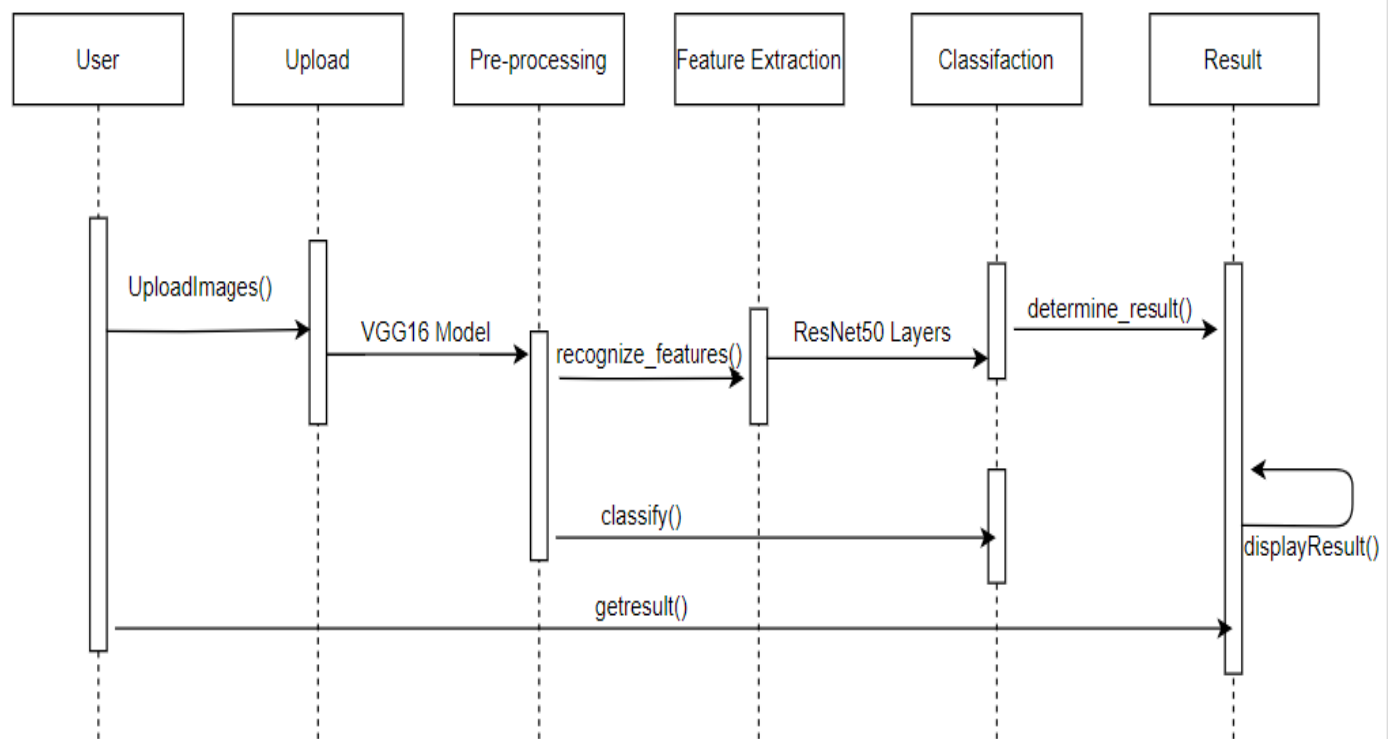 User
Upload
Pre-processing
Feature Extraction
Classifaction
Result
UploadImages()
VGG16 Model
recognize_features()
ResNet50 Layers
determine_result()
classify()
displayResult()
getresult()